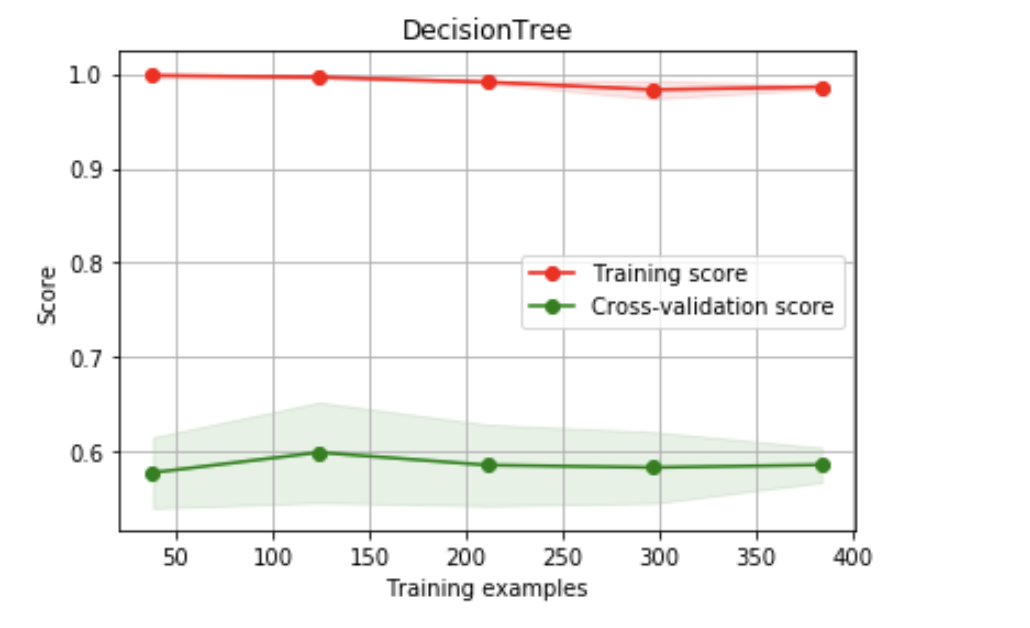 DecisionTree
1.0
0.9
0.8
0.7
0.6
Score
Training score
Cross-validation score
50 100 150 200 250 300 350 400
Training examples